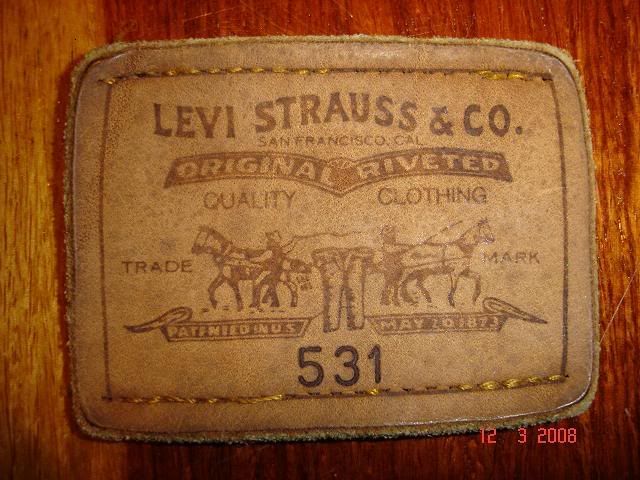 LEVI STRAUSS & CO.
SAN FRANCISCO, CAL.
ORIGINAL RIVETED
QUALITY CLOTHING
TRADE MARK
PATENTED IN U.S. MAY 20 1873
531
12 3 2008